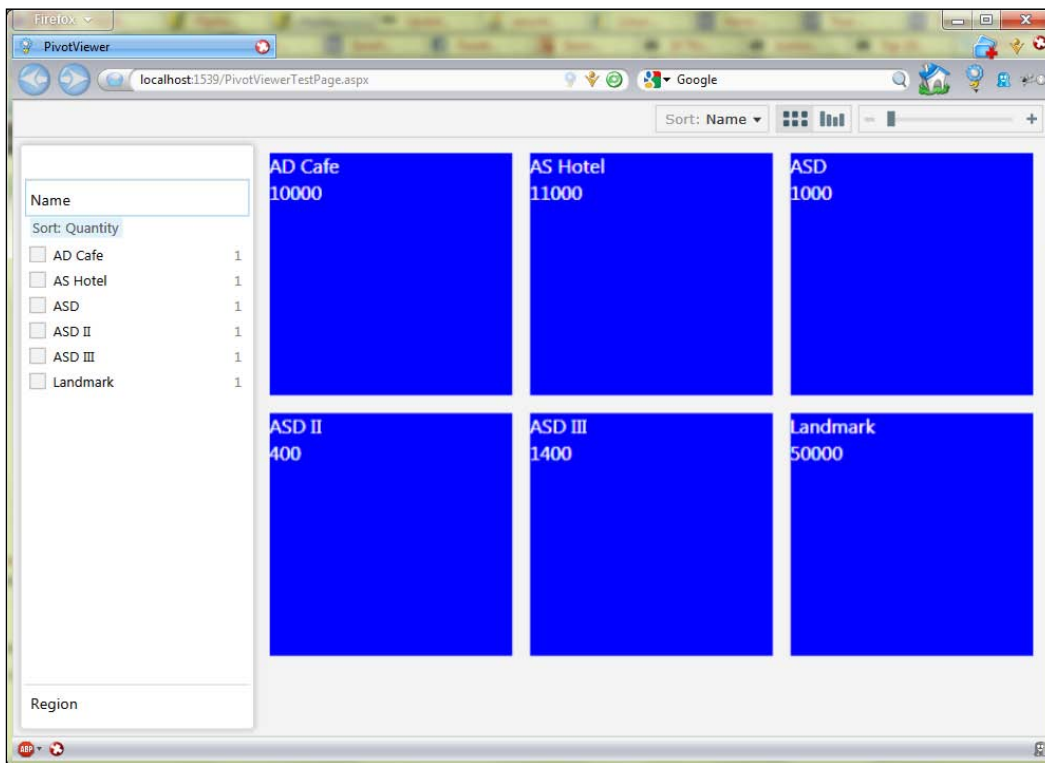 Firefox
PivotViewer
localhost:1539/PivotViewerTestPage.aspx
Google
Sort: Name
Name
Sort: Quantity
AD Cafe 1
AS Hotel 1
ASD 1
ASD II 1
ASD III 1
Landmark 1
Region
AD Cafe
10000
AS Hotel
11000
ASD
1000
ASD II
400
ASD III
1400
Landmark
50000
ABP